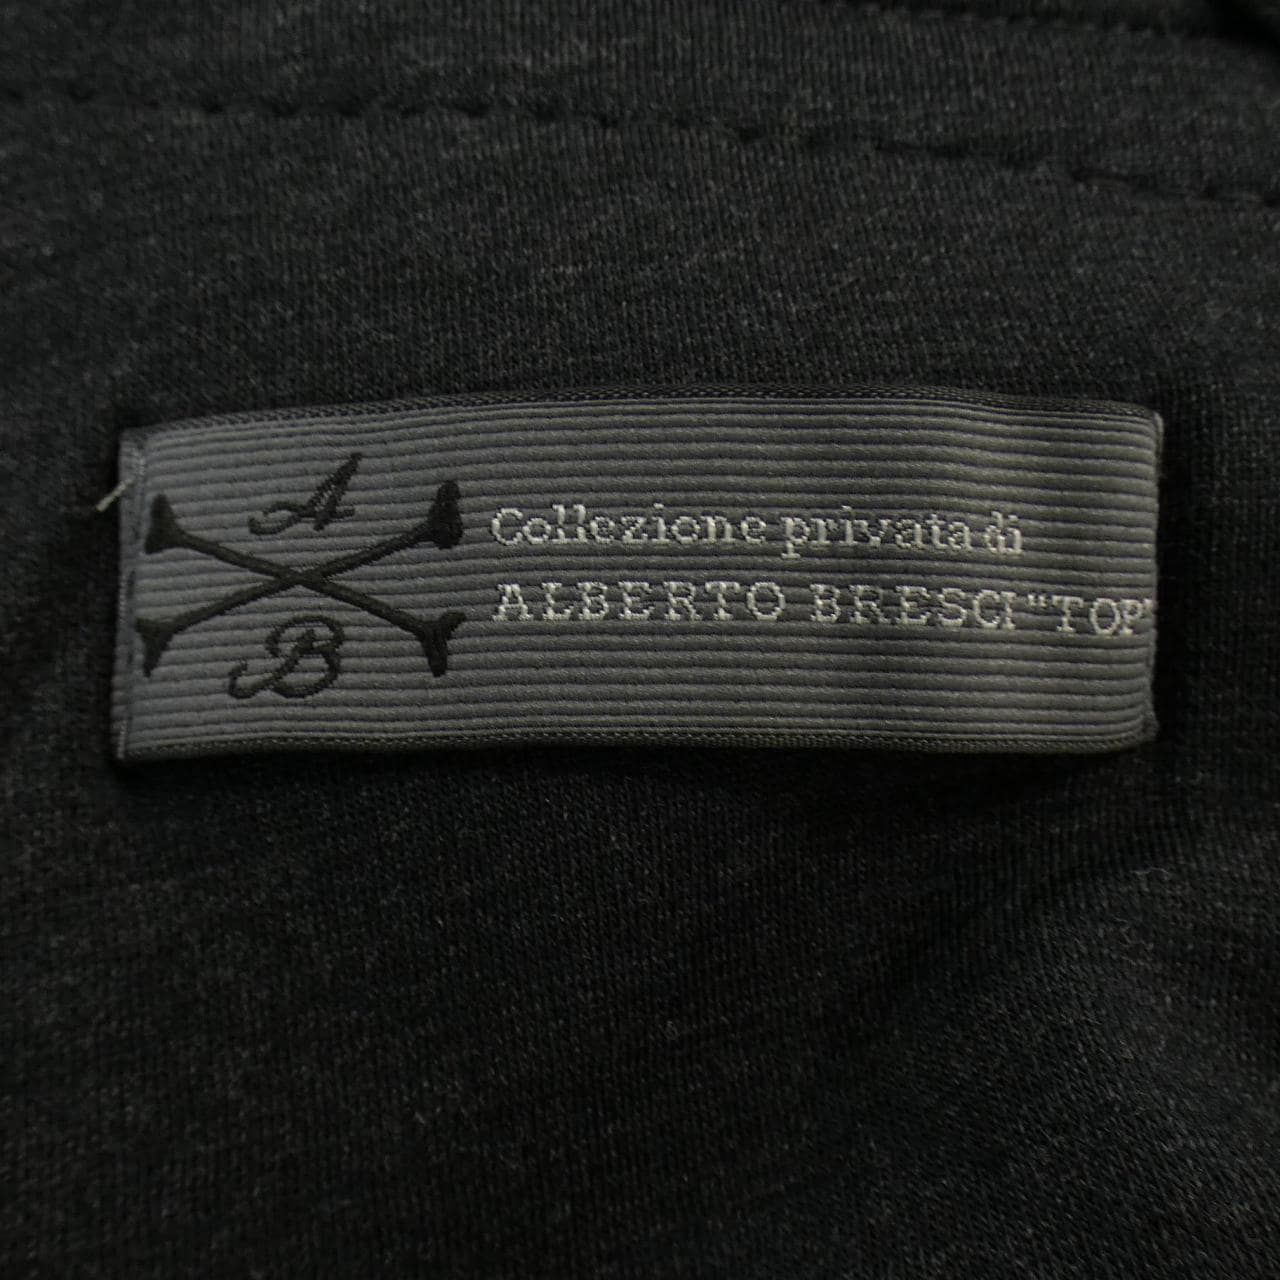 A
B
Collezione privata di
ALBERTO BRESCI "TOP"